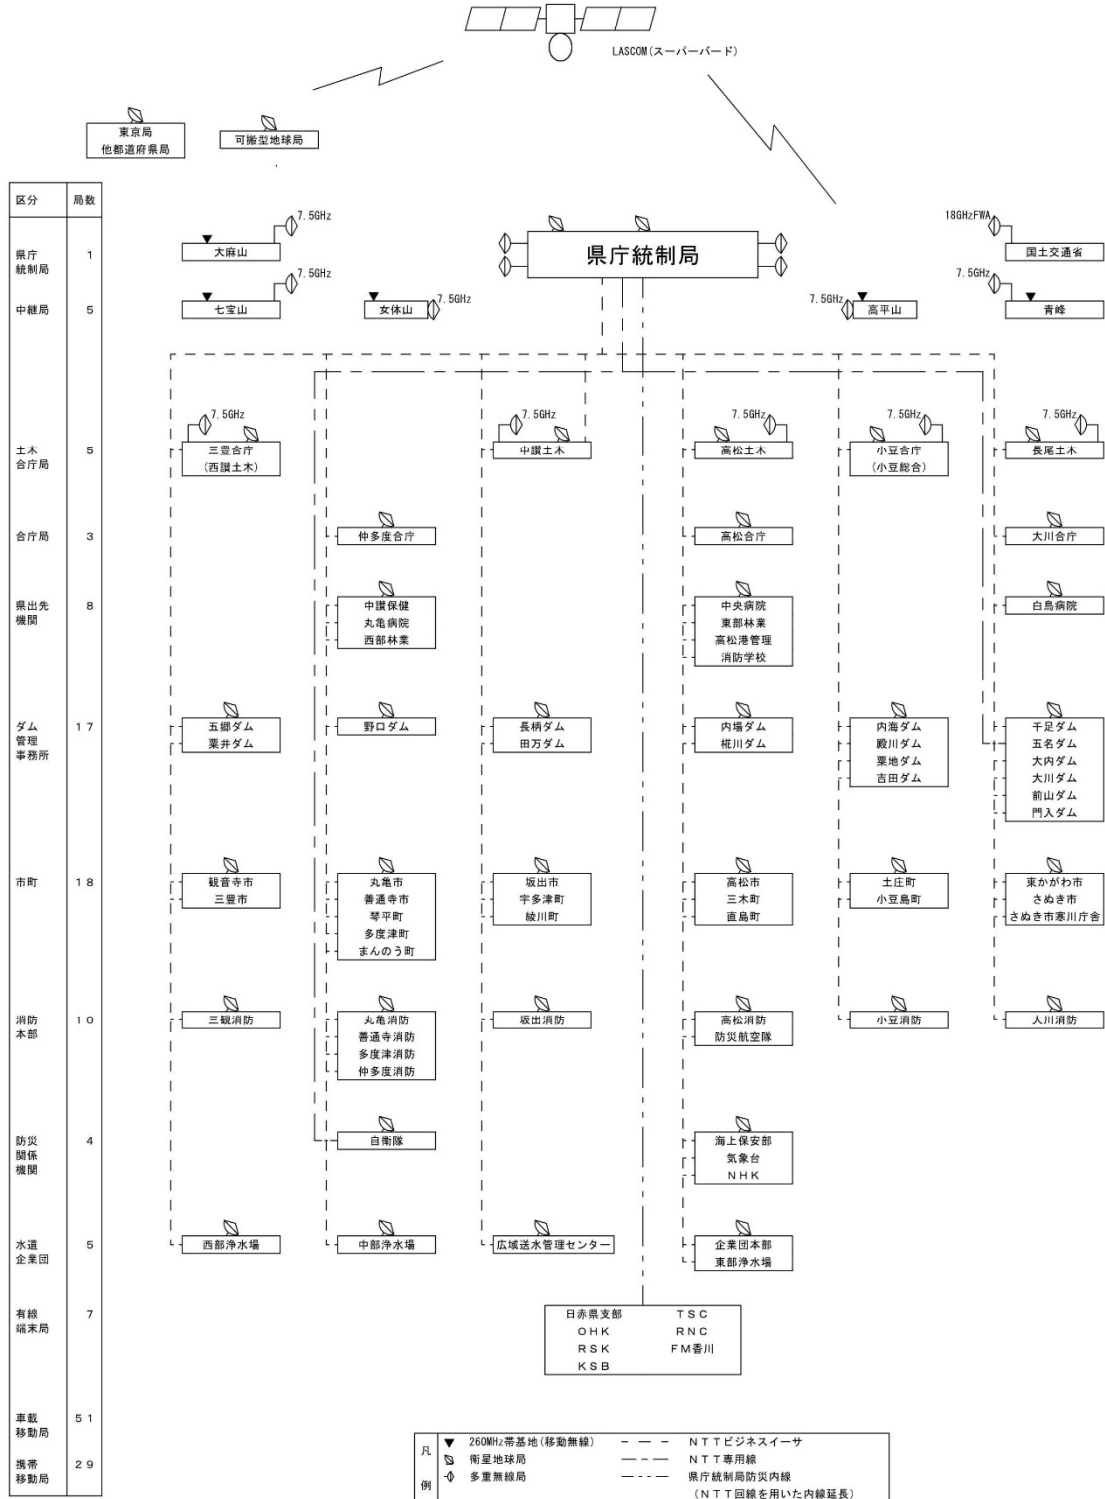 LASCOM(スーパーバード)
東京局
他都道府県局
可搬型地球局
区分 局数
7.5GHz
18GHzFWA
県庁
統制局
1
大麻山
県庁統制局
国土交通省
7.5GHz
7.5GHz
中継局 5
七宝山
女体山
7.5GHz
7.5GHz
高平山
青峰
7.5GHz
7.5GHz
7.5GHz
7.5GHz
7.5GHz
土木
合庁局
5
三豊合庁
(西讃土木)
中讃土木
高松土木
小豆合庁
(小豆総合)
長尾土木
合庁局 3
仲多度合庁
高松合庁
大川合庁
県出先
機関
8
中讃保健
丸亀病院
西部林業
中央病院
東部林業
高松港管理
消防学校
白鳥病院
ダム
管理
事務所
17
五郷ダム
粟井ダム
野口ダム
長柄ダム
田万ダム
内場ダム
椛川ダム
内海ダム
殿川ダム
粟地ダム
吉田ダム
千足ダム
五名ダム
大内ダム
大川ダム
前山ダム
門入ダム
市町 18
観音寺市
三豊市
丸亀市
善通寺市
琴平町
多度津町
まんのう町
坂出市
宇多津町
綾川町
高松市
三木町
直島町
土庄町
小豆島町
東かがわ市
さぬき市
さぬき市寒川庁舎
消防
本部
10
三観消防
丸亀消防
善通寺消防
多度津消防
仲多度消防
坂出消防
高松消防
防災航空隊
小豆消防
大川消防
防災
関係
機関
4
自衛隊
海上保安部
気象台
NHK
水道
企業団
5
西部浄水場
中部浄水場
広域送水管理センター
企業団本部
東部浄水場
有線
端末局
7
日赤県支部 TSC
OHK RNC
RSK FM香川
KSB
車載
移動局
51
携帯
移動局
29
凡例
260MHz帯基地(移動無線)
衛星地球局
多重無線局
NTTビジネスイーサ
NTT専用線
県庁統制局防災内線
(NTT回線を用いた内線延長)